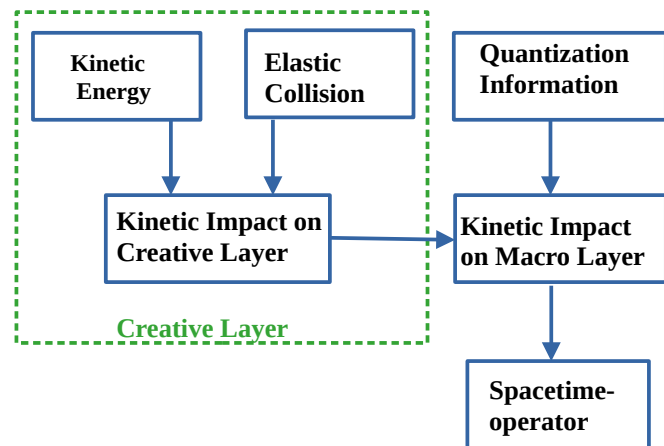 Kinetic
Energy
Elastic
Collision
Quantization
Information
Kinetic Impact on
Creative Layer
Kinetic Impact
on Macro Layer
Creative Layer
Spacetime-
operator